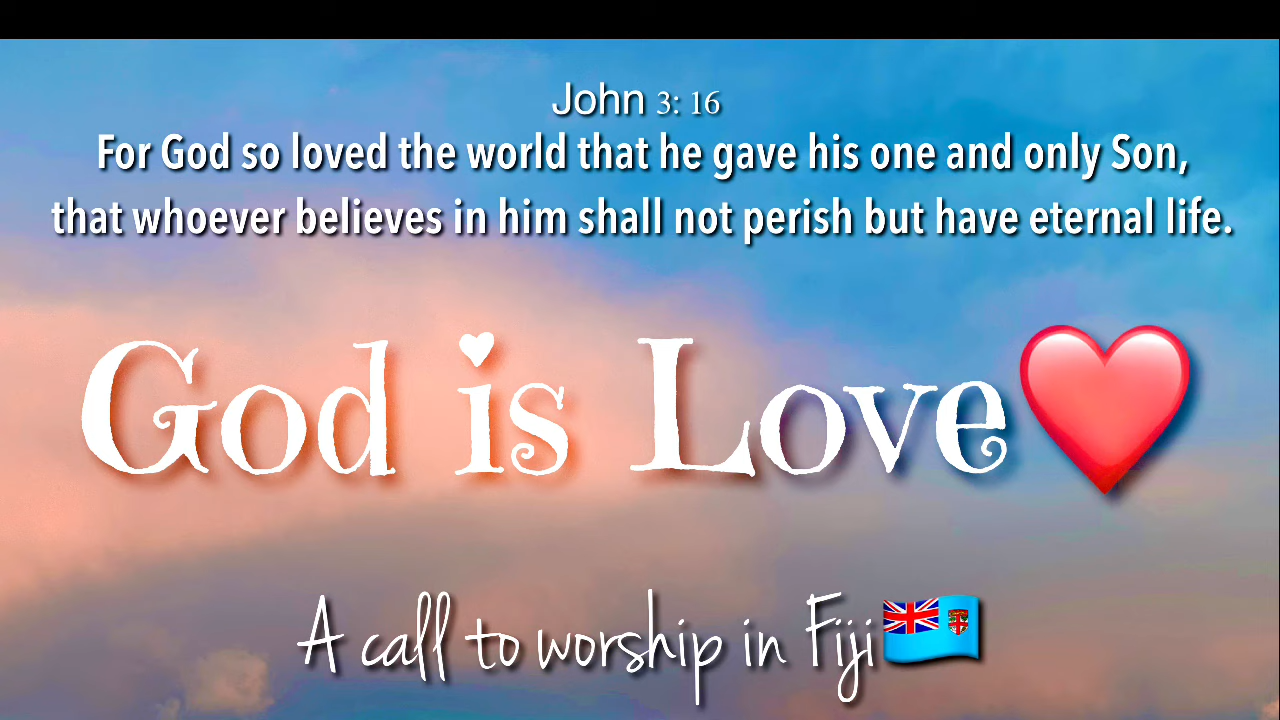 John 3: 16
For God so loved the world that he gave his one and only Son,
that whoever believes in him shall not perish but have eternal life.
God is Love❤️
A call to worship in Fiji🇫🇯